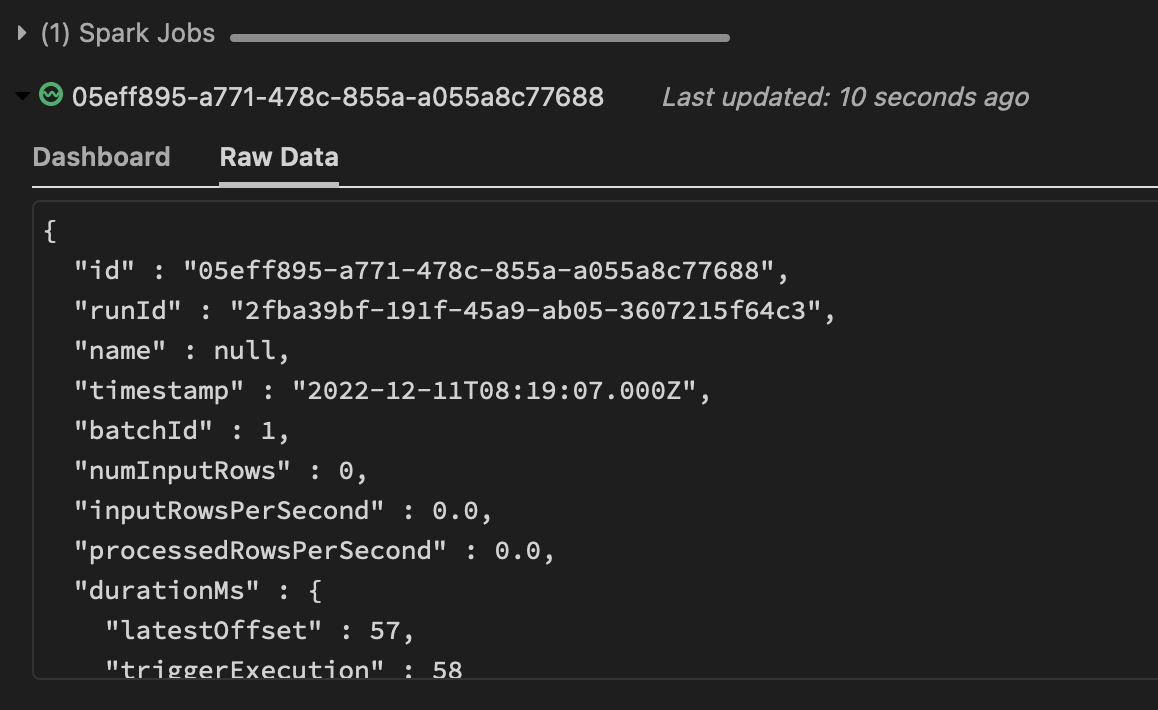 (1) Spark Jobs
05eff895-a771-478c-855a-a055a8c77688 Last updated: 10 seconds ago
Dashboard Raw Data
{
"id" : "05eff895-a771-478c-855a-a055a8c77688",
"runId" : "2fba39bf-191f-45a9-ab05-3607215f64c3",
"name" : null,
"timestamp" : "2022-12-11T08:19:07.000Z",
"batchId" : 1,
"numInputRows" : 0,
"inputRowsPerSecond" : 0.0,
"processedRowsPerSecond" : 0.0,
"durationMs" : {
"latestOffset" : 57,
"triggerExecution" : 58